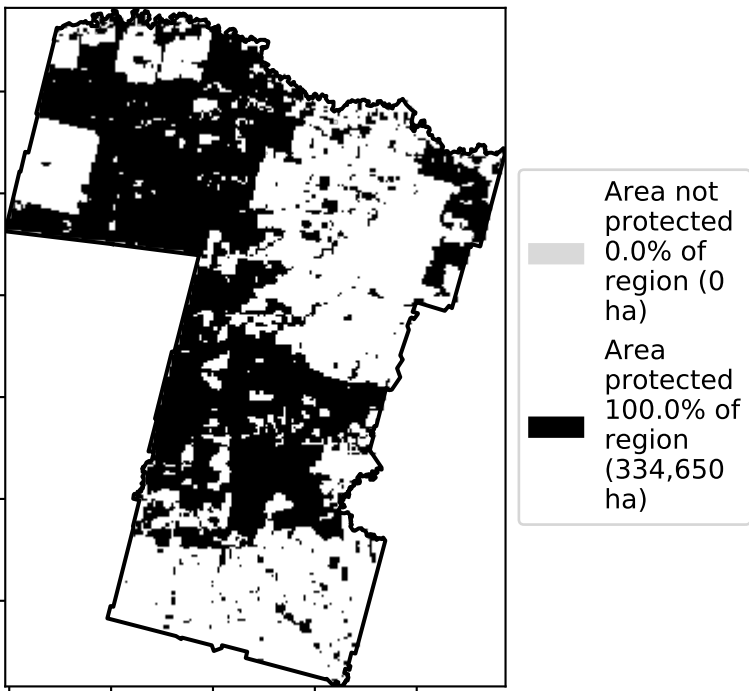 Area not
protected
0.0% of
region (0
ha)
Area
protected
100.0% of
region
(334,650
ha)